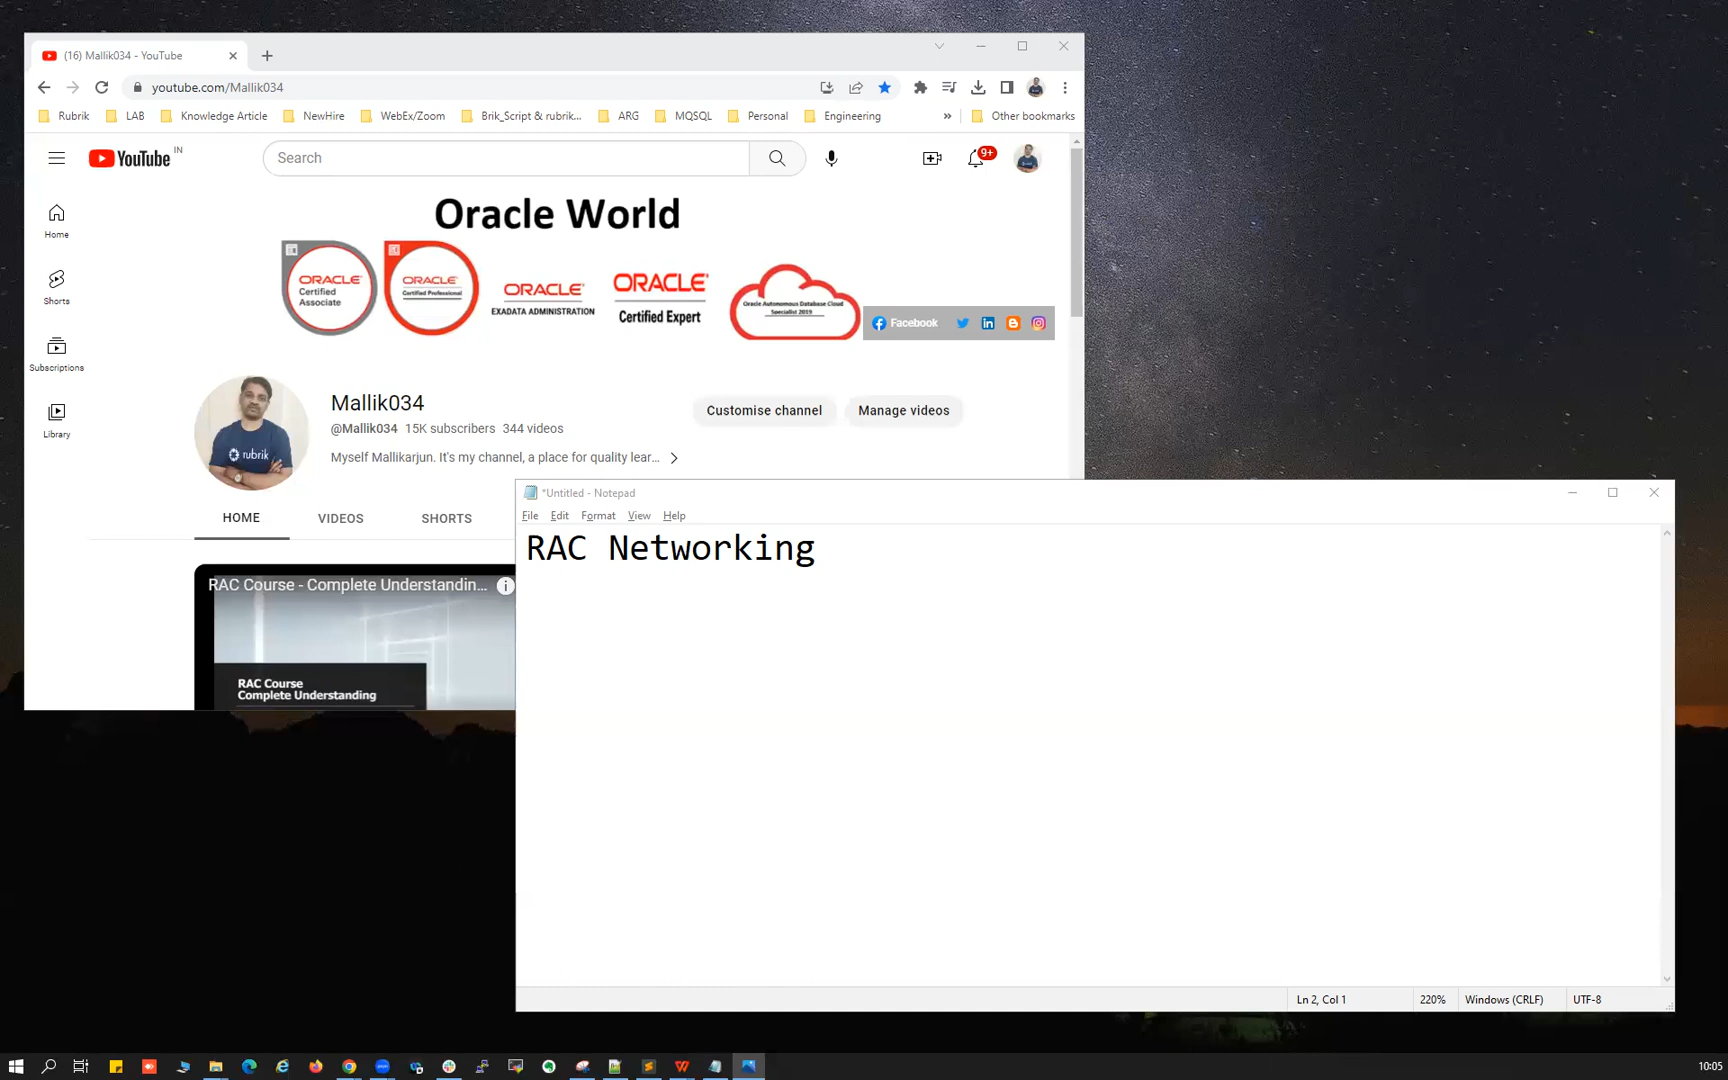 (16) Mallik034 - YouTube
youtube.com/Mallik034
Rubrik LAB Knowledge Article NewHire WebEx/Zoom Brik_Script & rubrik... ARG MQSQL Personal Engineering » Other bookmarks
YouTube IN
Search
9+
Oracle World
ORACLE
Certified
Associate
ORACLE
Certified Professional
ORACLE
EXADATA ADMINISTRATION
ORACLE
Certified Expert
Oracle Autonomous Database Cloud
Specialist 2019
Facebook
Home
Shorts
Subscriptions
Library
rubrik
Mallik034
@Mallik034 15K subscribers 344 videos
Myself Mallikarjun. It's my channel, a place for quality lear...
Customise channel
Manage videos
HOME VIDEOS SHORTS
RAC Course - Complete Understandin...
RAC Course
Complete Understanding
*Untitled - Notepad
File Edit Format View Help
RAC Networking
Ln 2, Col 1 220% Windows (CRLF) UTF-8
10:05